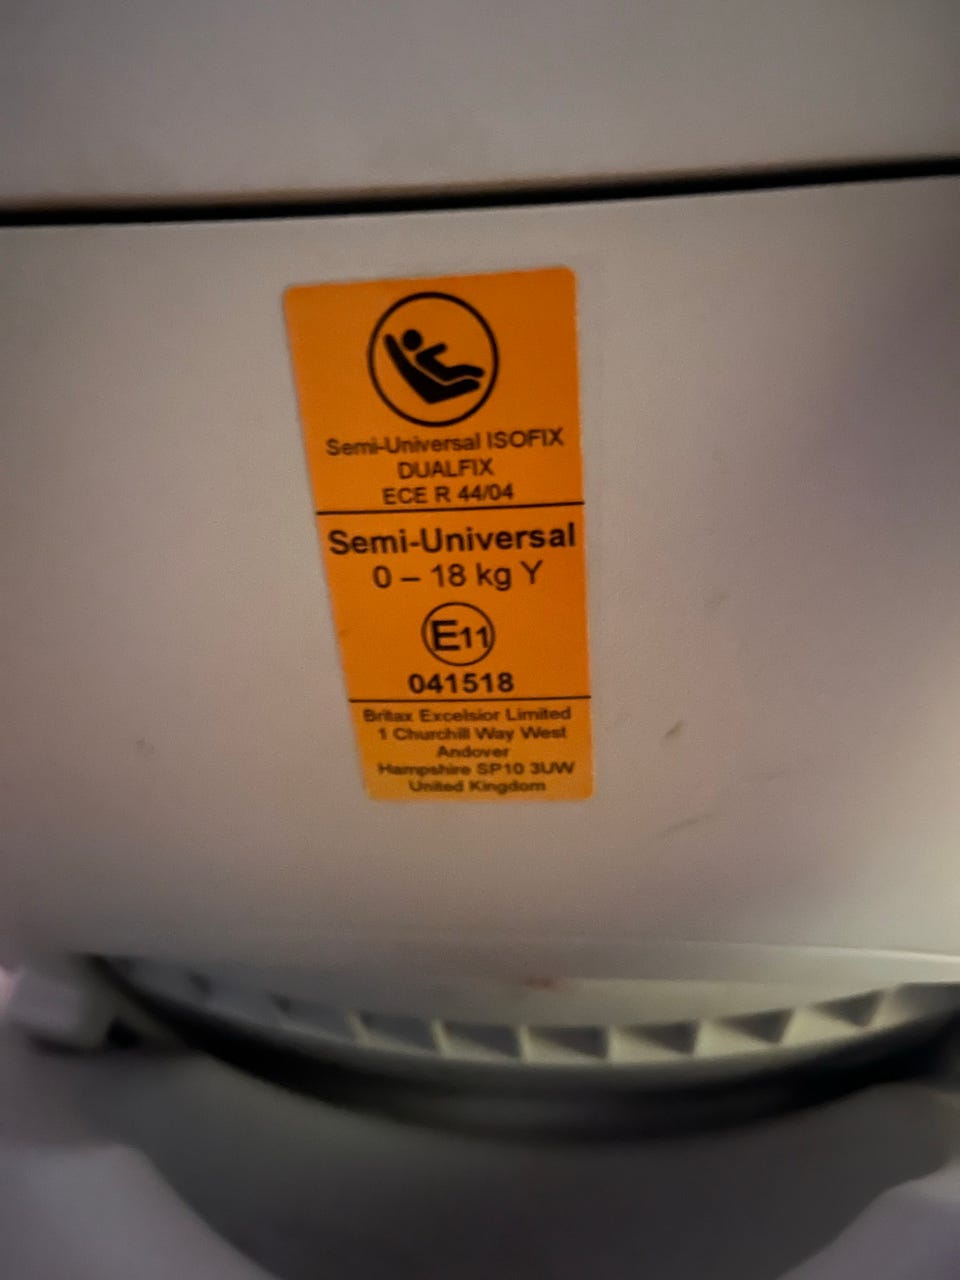 Semi-Universal ISOFIX
DUALFIX
ECE R 44/04
Semi-Universal
0 – 18 kg Y
E11
041518
Britax Excelsior Limited
1 Churchill Way West
Andover
Hampshire SP10 3UW
United Kingdom